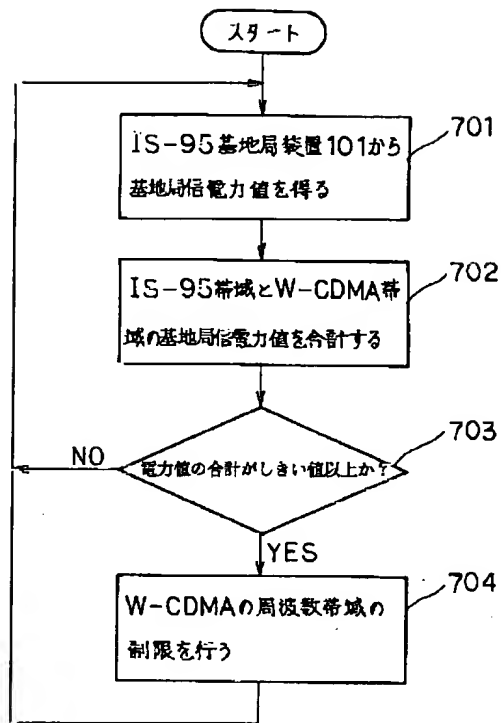 スタート
701
IS-95基地局装置101から
基地局信電力値を得る
702
IS-95帯域とW-CDMA帯
域の基地局信電力値を合計する
703
電力値の合計がしきい値以上か?
NO
YES
704
W-CDMAの周波数帯域の
制限を行う